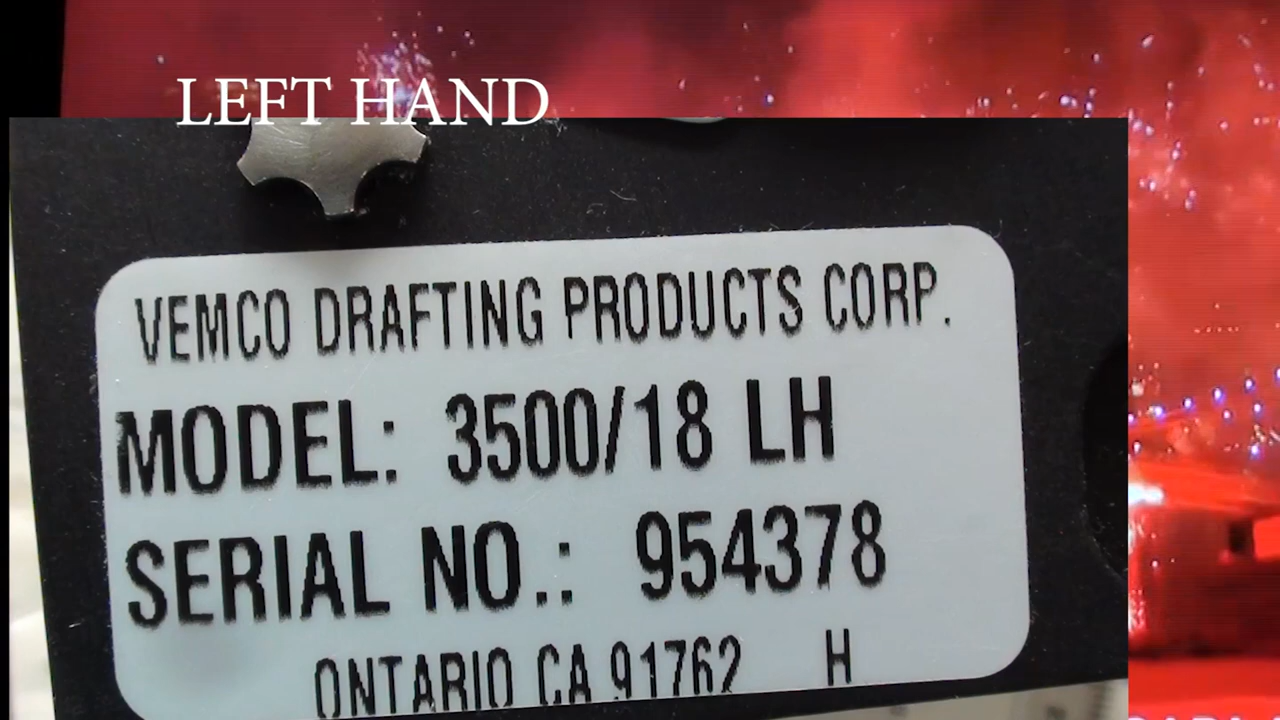 LEFT HAND
VEMCO DRAFTING PRODUCTS CORP.
MODEL: 3500/18 LH
SERIAL NO.: 954378
ONTARIO CA 91762 H